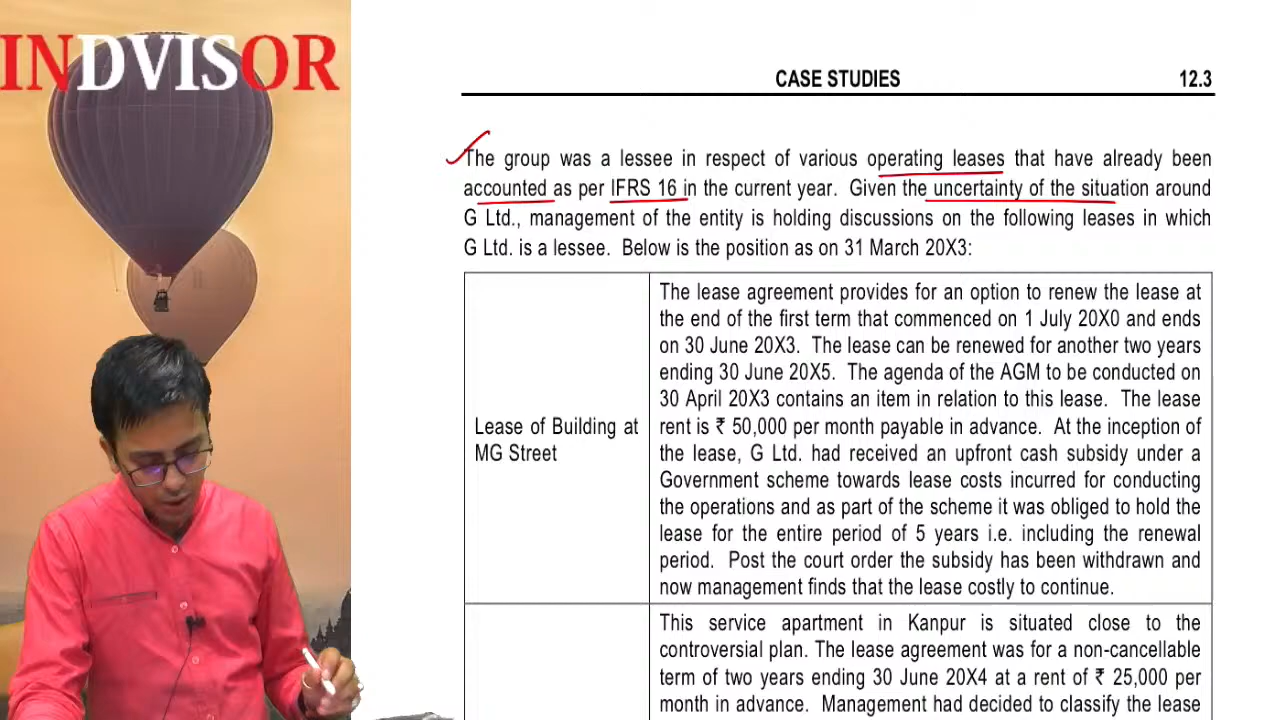 INDVISOR
CASE STUDIES 12.3
The group was a lessee in respect of various operating leases that have already been
accounted as per IFRS 16 in the current year. Given the uncertainty of the situation around
G Ltd., management of the entity is holding discussions on the following leases in which
G Ltd. is a lessee. Below is the position as on 31 March 20X3:
Lease of Building at
MG Street
The lease agreement provides for an option to renew the lease at
the end of the first term that commenced on 1 July 20X0 and ends
on 30 June 20X3. The lease can be renewed for another two years
ending 30 June 20X5. The agenda of the AGM to be conducted on
30 April 20X3 contains an item in relation to this lease. The lease
rent is ₹ 50,000 per month payable in advance. At the inception of
the lease, G Ltd. had received an upfront cash subsidy under a
Government scheme towards lease costs incurred for conducting
the operations and as part of the scheme it was obliged to hold the
lease for the entire period of 5 years i.e. including the renewal
period. Post the court order the subsidy has been withdrawn and
now management finds that the lease costly to continue.
This service apartment in Kanpur is situated close to the
controversial plan. The lease agreement was for a non-cancellable
term of two years ending 30 June 20X4 at a rent of ₹ 25,000 per
month in advance. Management had decided to classify the lease